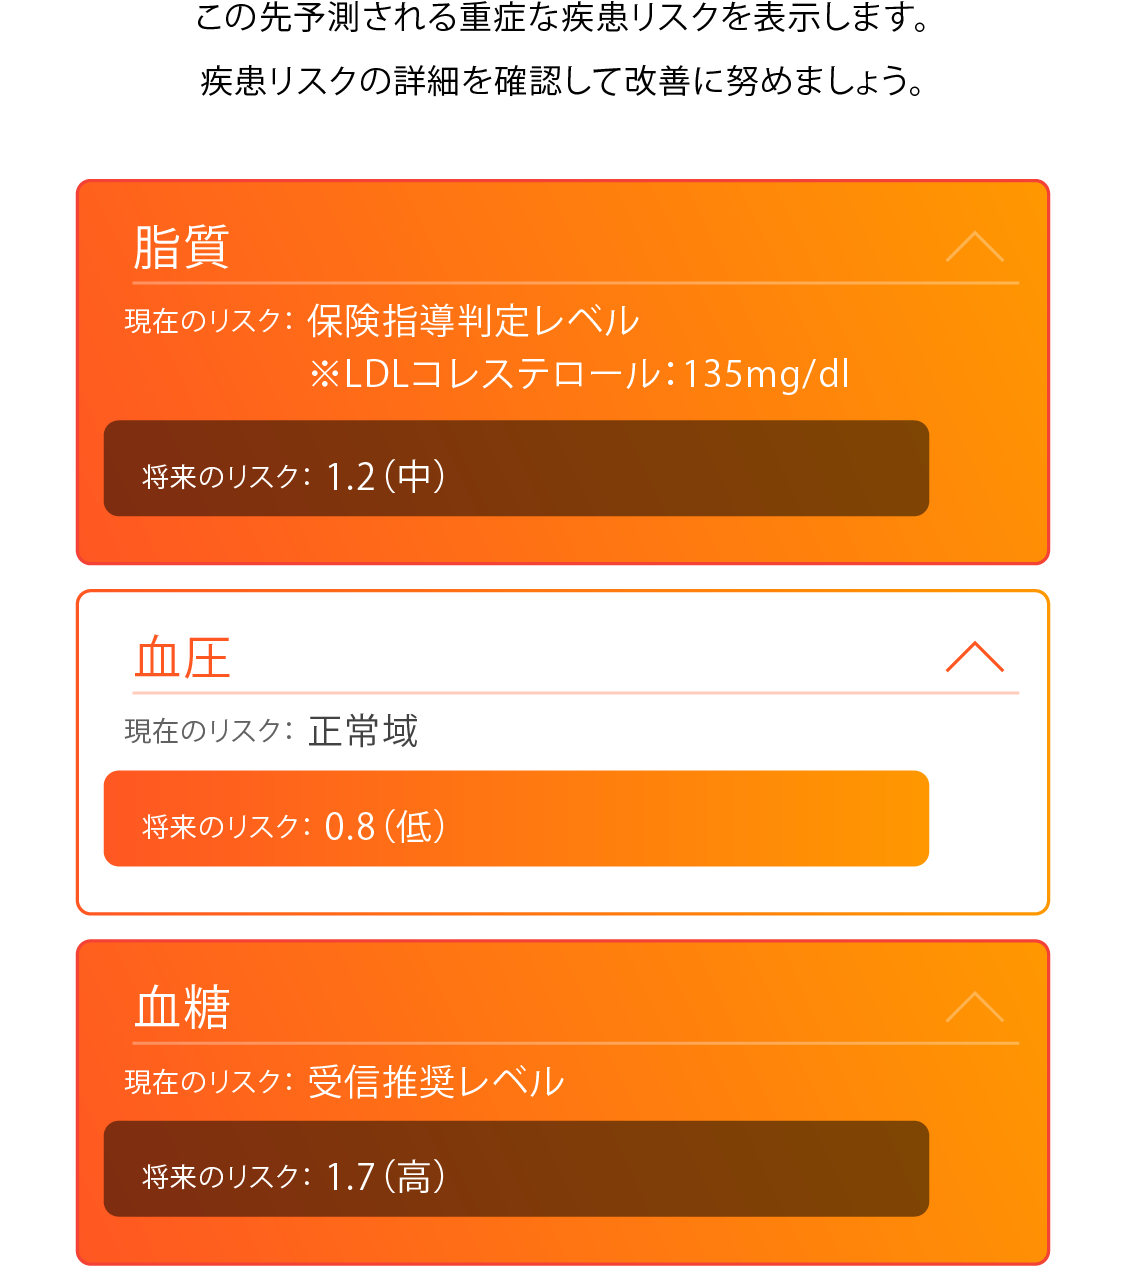 この先予測される重症な疾患リスクを表示します。
疾患リスクの詳細を確認して改善に努めましょう。
脂質
現在のリスク： 保険指導判定レベル
※LDLコレステロール：135mg/dl
将来のリスク： 1.2（中）
血圧
現在のリスク： 正常域
将来のリスク： 0.8（低）
血糖
現在のリスク： 受信推奨レベル
将来のリスク： 1.7（高）